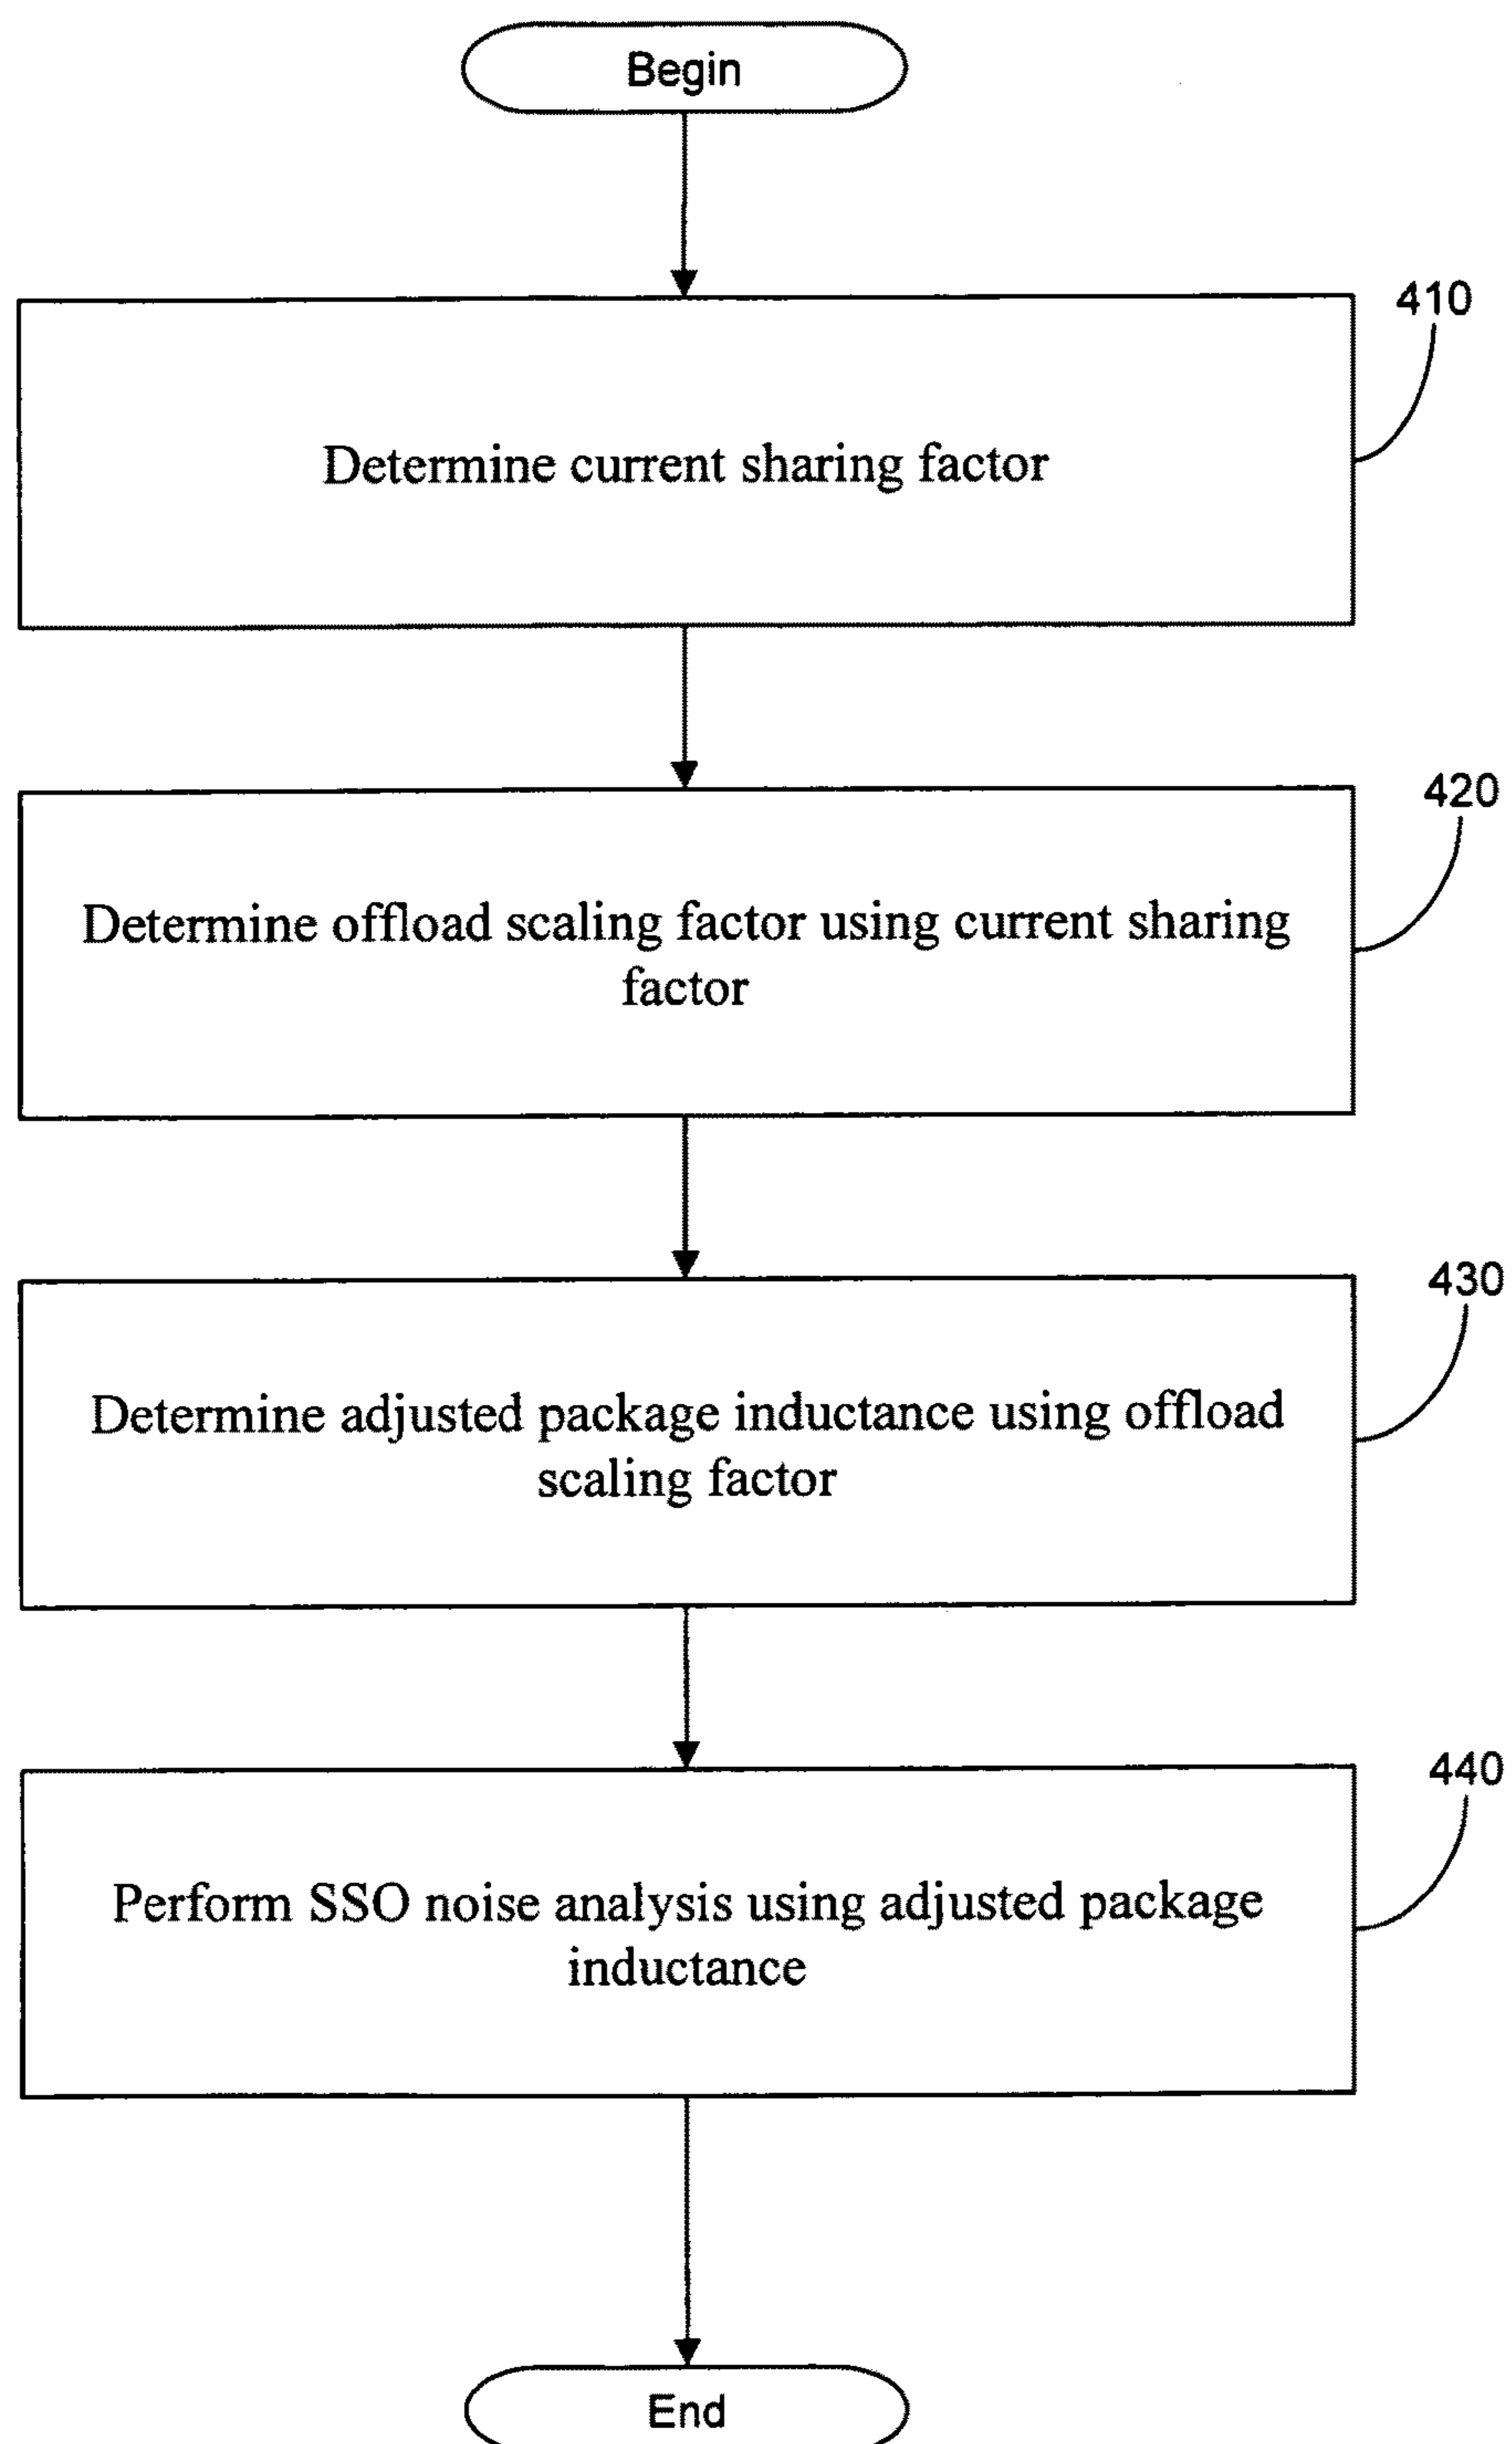 Begin
410
Determine current sharing factor
420
Determine offload scaling factor using current sharing
factor
430
Determine adjusted package inductance using offload
scaling factor
440
Perform SSO noise analysis using adjusted package
inductance
End